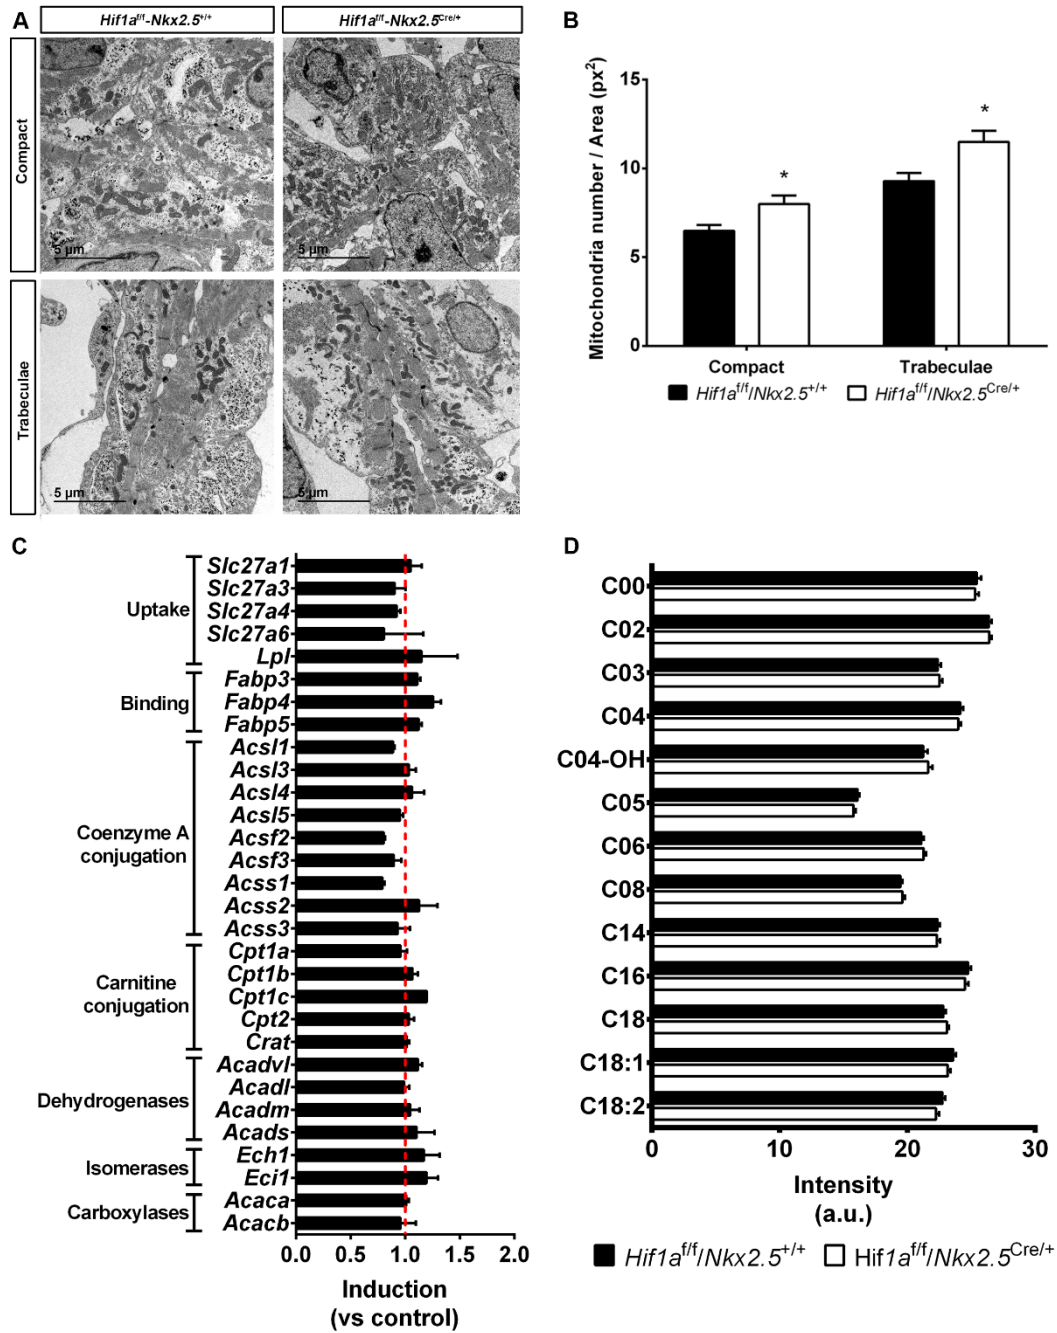 A
Hif1a^f/f-Nkx2.5^+/+
Hif1a^f/f-Nkx2.5^Cre/+
Compact
5 µm
5 µm
Trabeculae
5 µm
5 µm
B
Mitochondria number / Area (px²)
15
10
5
0
*
*
Compact
Trabeculae
Hif1a^f/f/Nkx2.5^+/+
Hif1a^f/f/Nkx2.5^Cre/+
C
Uptake
Slc27a1
Slc27a3
Slc27a4
Slc27a6
Lpl
Binding
Fabp3
Fabp4
Fabp5
Coenzyme A
conjugation
Acsl1
Acsl3
Acsl4
Acsl5
Acsf2
Acsf3
Acss1
Acss2
Acss3
Carnitine
conjugation
Cpt1a
Cpt1b
Cpt1c
Cpt2
Crat
Dehydrogenases
Acadvl
Acadl
Acadm
Acads
Isomerases
Ech1
Eci1
Carboxylases
Acaca
Acacb
0.0 0.5 1.0 1.5 2.0
Induction
(vs control)
D
C00
C02
C03
C04
C04-OH
C05
C06
C08
C14
C16
C18
C18:1
C18:2
0 10 20 30
Intensity
(a.u.)
Hif1a^f/f/Nkx2.5^+/+
Hif1a^f/f/Nkx2.5^Cre/+